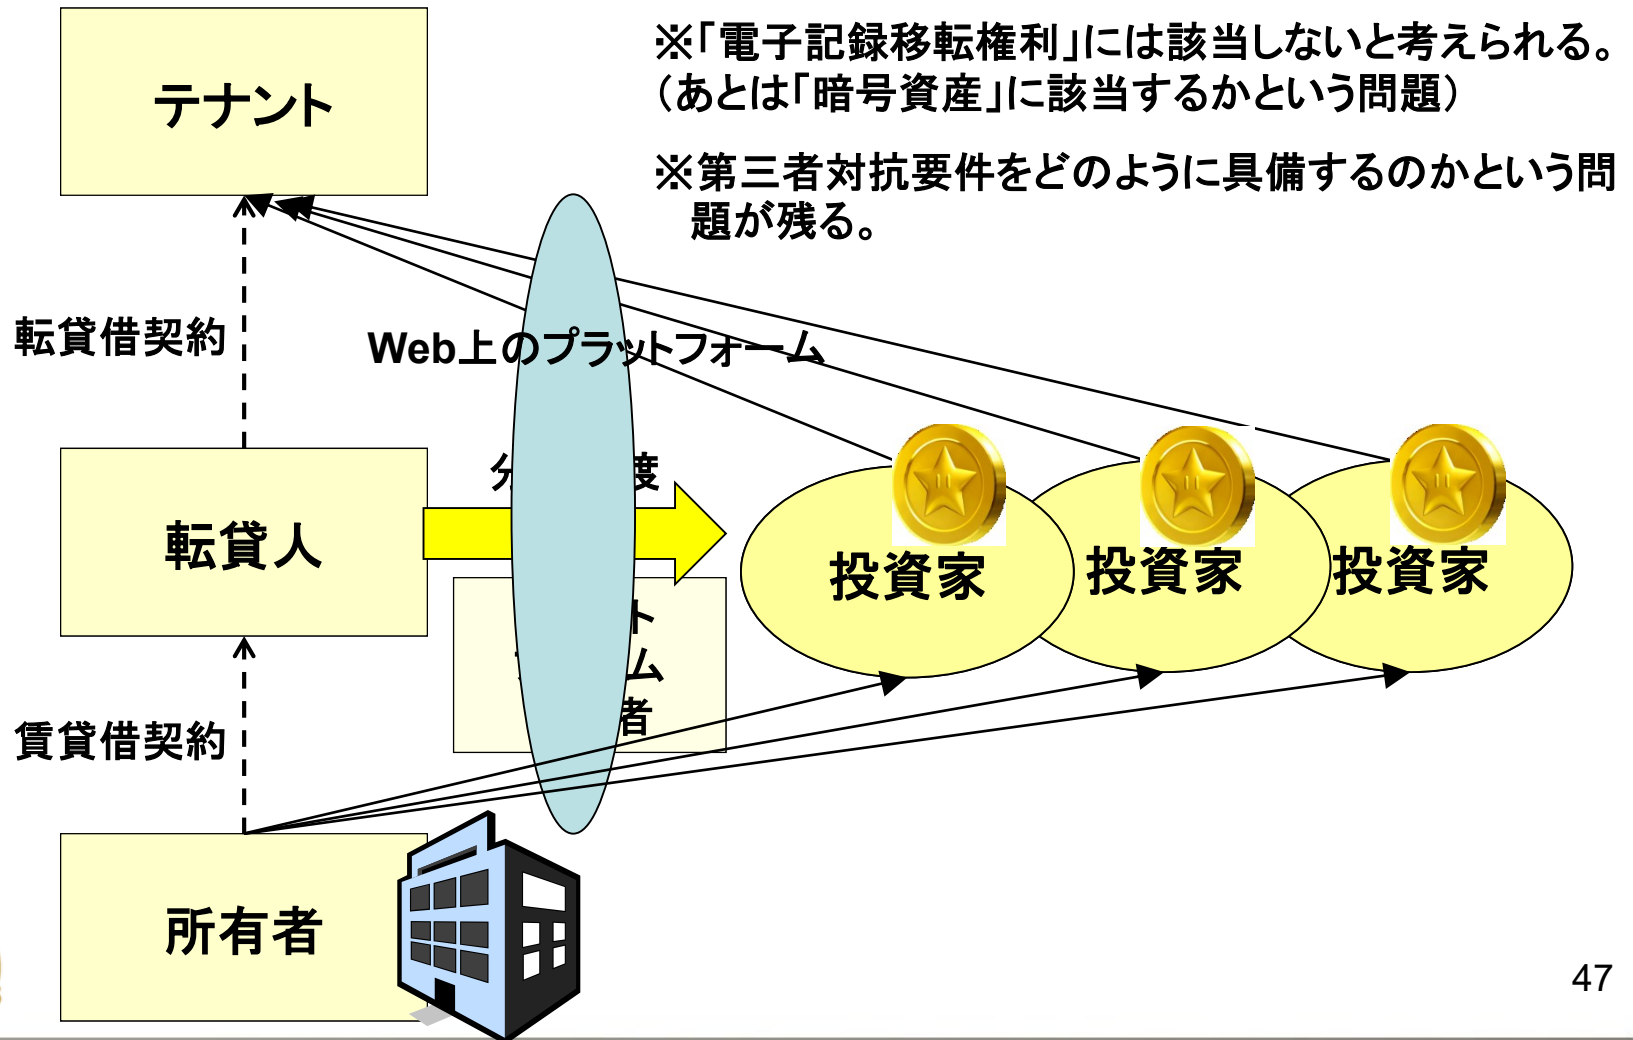 テナント
※「電子記録移転権利」には該当しないと考えられる。
（あとは「暗号資産」に該当するかという問題）
※第三者対抗要件をどのように具備するのかという問
題が残る。
転貸借契約
Web上のプラットフォーム
度
転貸人
投資家
投資家
投資家
ト
ム
者
賃貸借契約
所有者
47